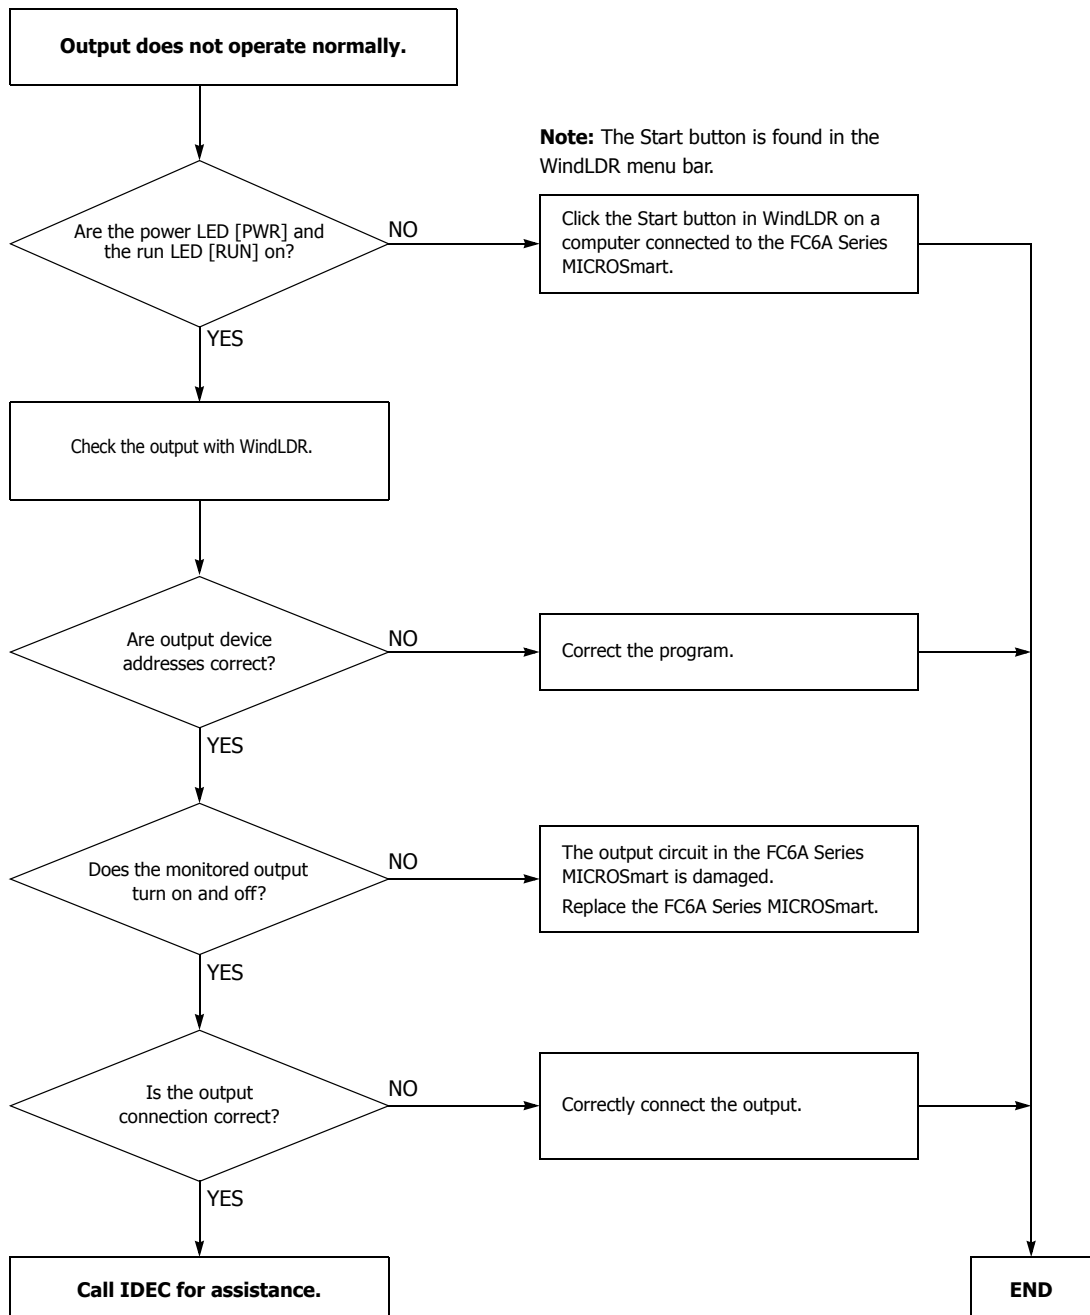 Output does not operate normally.
Note: The Start button is found in the
WindLDR menu bar.
Are the power LED [PWR] and
the run LED [RUN] on?
NO
Click the Start button in WindLDR on a
computer connected to the FC6A Series
MICROSmart.
YES
Check the output with WindLDR.
Are output device
addresses correct?
NO
Correct the program.
YES
Does the monitored output
turn on and off?
NO
The output circuit in the FC6A Series
MICROSmart is damaged.
Replace the FC6A Series MICROSmart.
YES
Is the output
connection correct?
NO
Correctly connect the output.
YES
Call IDEC for assistance.
END